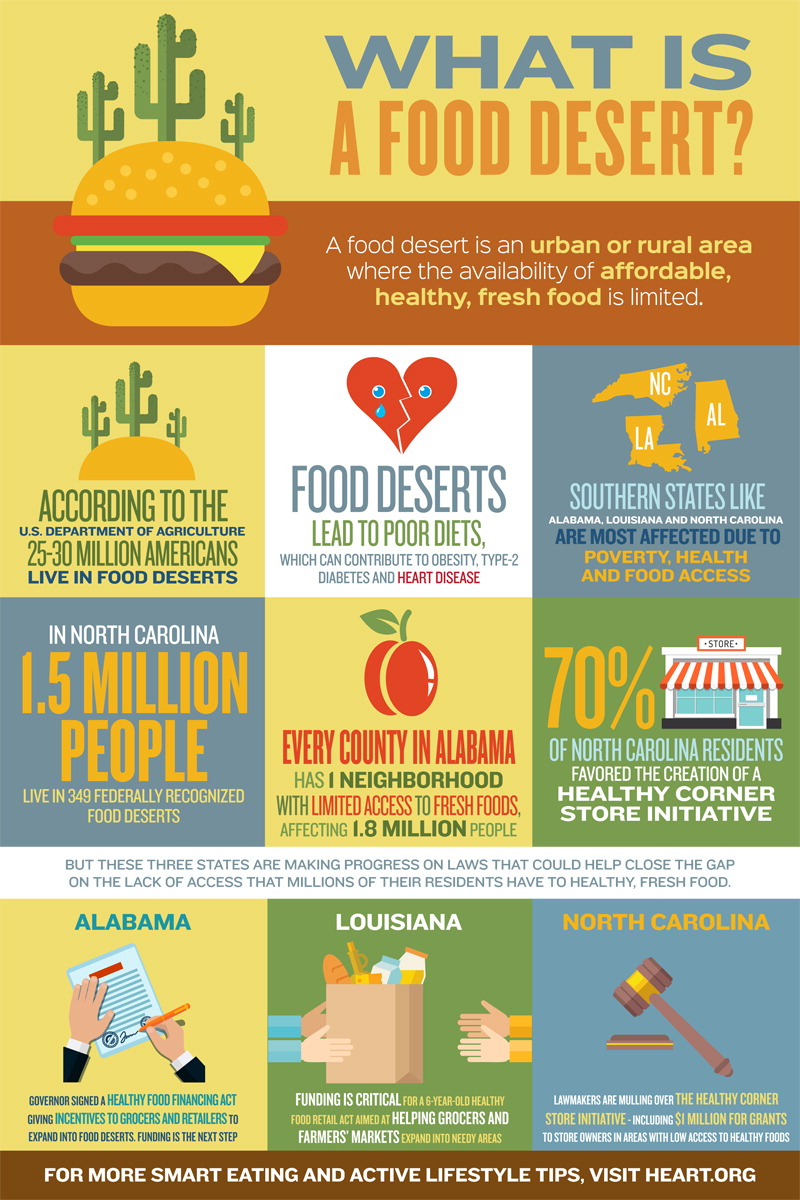 WHAT IS
A FOOD DESERT?
A food desert is an urban or rural area
where the availability of affordable,
healthy, fresh food is limited.
ACCORDING TO THE
U.S. DEPARTMENT OF AGRICULTURE
25-30 MILLION AMERICANS
LIVE IN FOOD DESERTS
FOOD DESERTS
LEAD TO POOR DIETS,
WHICH CAN CONTRIBUTE TO OBESITY, TYPE-2
DIABETES AND HEART DISEASE
NC
AL
LA
SOUTHERN STATES LIKE
ALABAMA, LOUISIANA AND NORTH CAROLINA
ARE MOST AFFECTED DUE TO
POVERTY, HEALTH
AND FOOD ACCESS
IN NORTH CAROLINA
1.5 MILLION
PEOPLE
LIVE IN 349 FEDERALLY RECOGNIZED
FOOD DESERTS
EVERY COUNTY IN ALABAMA
HAS 1 NEIGHBORHOOD
WITH LIMITED ACCESS TO FRESH FOODS,
AFFECTING 1.8 MILLION PEOPLE
•STORE•
70%
OF NORTH CAROLINA RESIDENTS
FAVORED THE CREATION OF A
HEALTHY CORNER
STORE INITIATIVE
BUT THESE THREE STATES ARE MAKING PROGRESS ON LAWS THAT COULD HELP CLOSE THE GAP
ON THE LACK OF ACCESS THAT MILLIONS OF THEIR RESIDENTS HAVE TO HEALTHY, FRESH FOOD.
ALABAMA
GOVERNOR SIGNED A HEALTHY FOOD FINANCING ACT
GIVING INCENTIVES TO GROCERS AND RETAILERS TO
EXPAND INTO FOOD DESERTS. FUNDING IS THE NEXT STEP
LOUISIANA
FUNDING IS CRITICAL FOR A 6-YEAR-OLD HEALTHY
FOOD RETAIL ACT AIMED AT HELPING GROCERS AND
FARMERS' MARKETS EXPAND INTO NEEDY AREAS
NORTH CAROLINA
LAWMAKERS ARE MULLING OVER THE HEALTHY CORNER
STORE INITIATIVE - INCLUDING $1 MILLION FOR GRANTS
TO STORE OWNERS IN AREAS WITH LOW ACCESS TO HEALTHY FOODS
FOR MORE SMART EATING AND ACTIVE LIFESTYLE TIPS, VISIT HEART.ORG